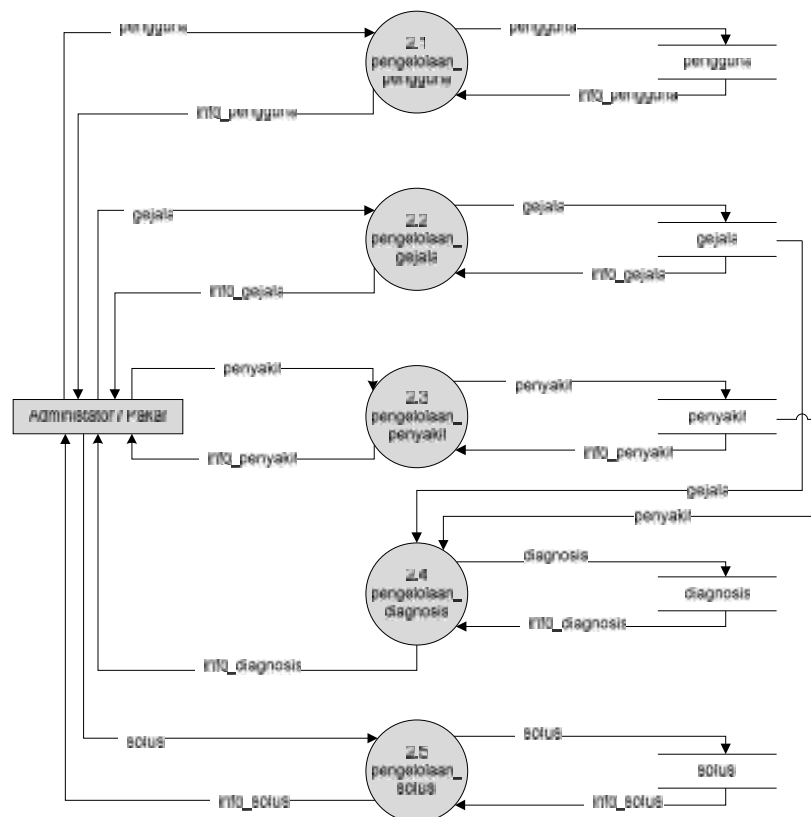 pengguna
2.1
pengelolaan_
pengguna
pengguna
pengguna
info_pengguna
info_pengguna
gejala
2.2
pengelolaan_
gejala
gejala
gejala
info_gejala
info_gejala
penyakit
2.3
pengelolaan_
penyakit
penyakit
penyakit
Administator / Pakar
info_penyakit
info_penyakit
gejala
penyakit
2.4
pengelolaan_
diagnosis
diagnosis
diagnosis
info_diagnosis
info_diagnosis
solusi
2.5
pengelolaan_
solusi
solusi
solusi
info_solusi
info_solusi